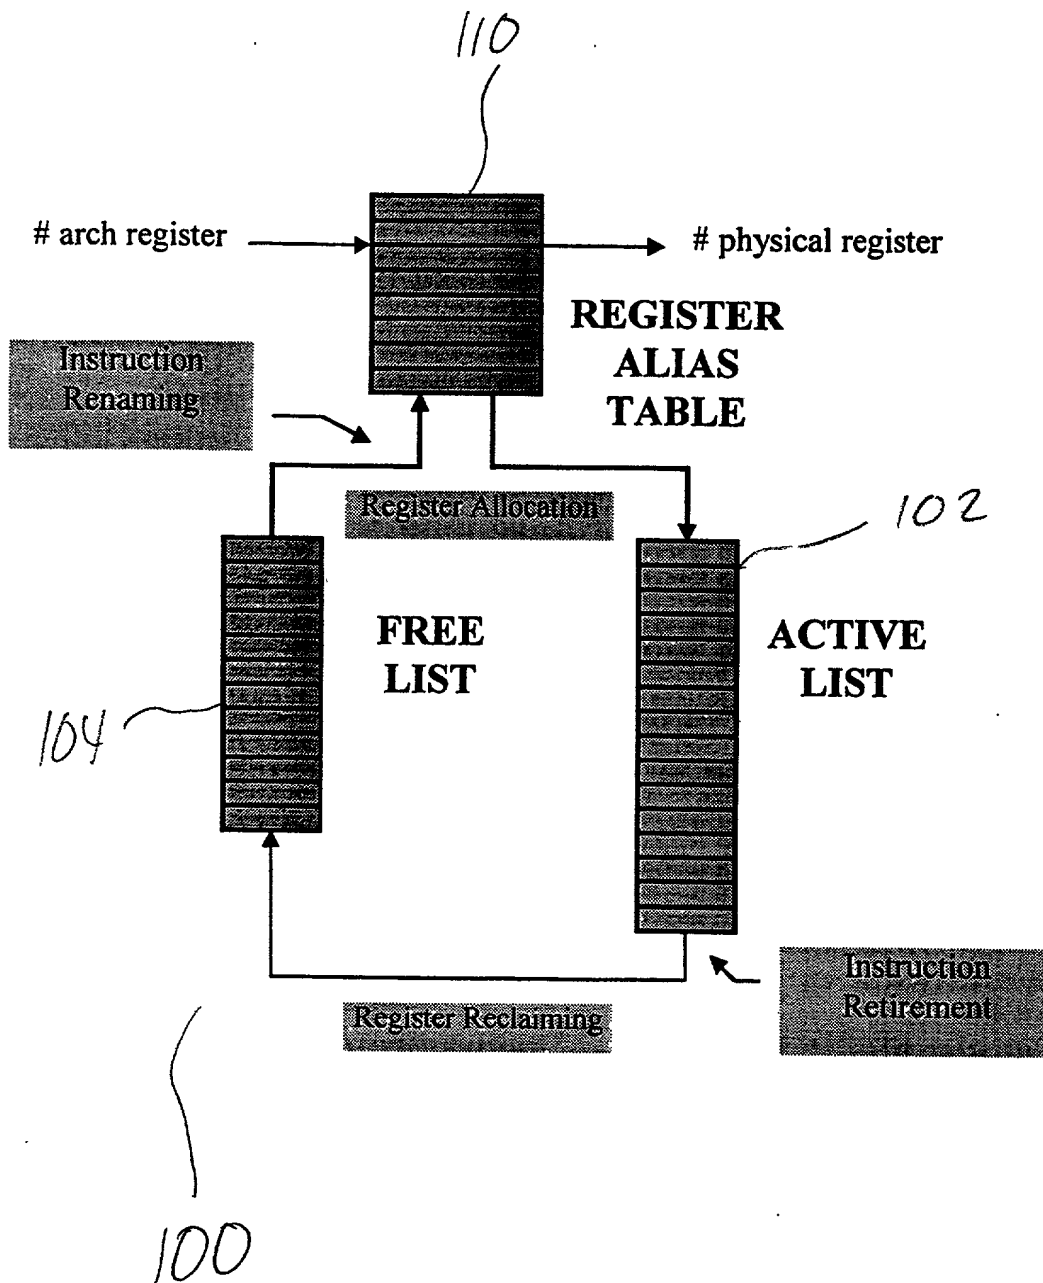 110
# arch register
# physical register
REGISTER
ALIAS
TABLE
Instruction
Renaming
Register Allocation
102
FREE
LIST
ACTIVE
LIST
104
Instruction
Retirement
Register Reclaiming
100